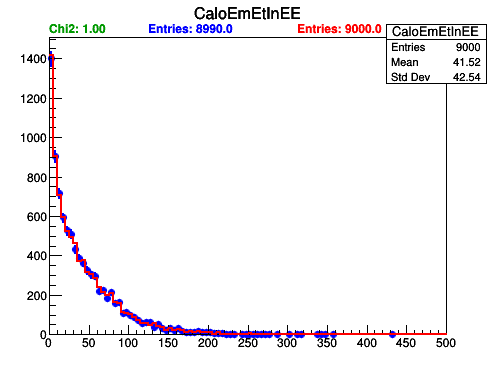 CaloEmEtInEE
Chi2: 1.00 Entries: 8990.0 Entries: 9000.0
CaloEmEtInEE
Entries 9000
Mean 41.52
Std Dev 42.54
1400
1200
1000
800
600
400
200
0
0 50 100 150 200 250 300 350 400 450 500